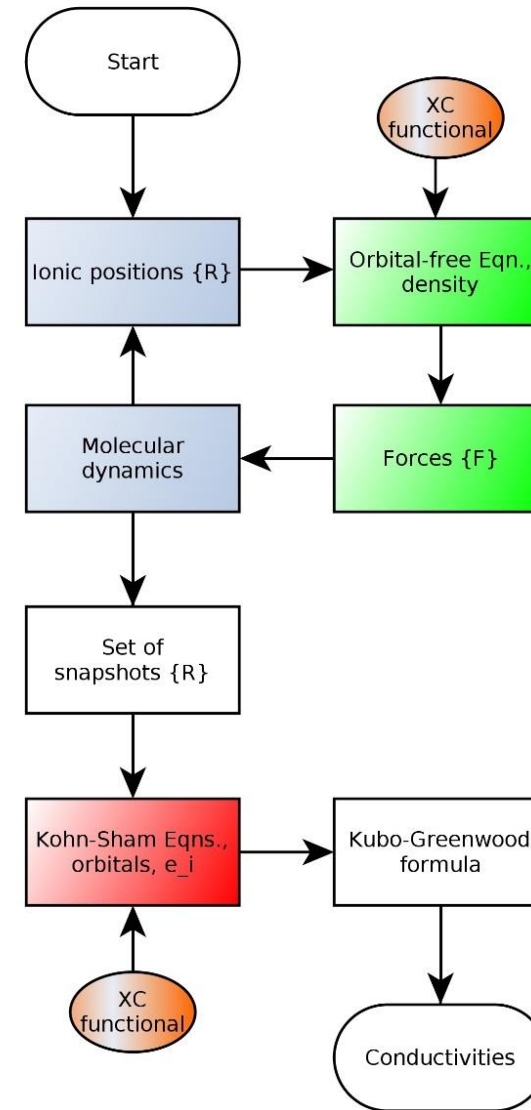 Start
XC
functional
Ionic positions {R}
Orbital-free Eqn.,
density
Molecular
dynamics
Forces {F}
Set of
snapshots {R}
Kohn-Sham Eqns.,
orbitals, e_i
Kubo-Greenwood
formula
XC
functional
Conductivities